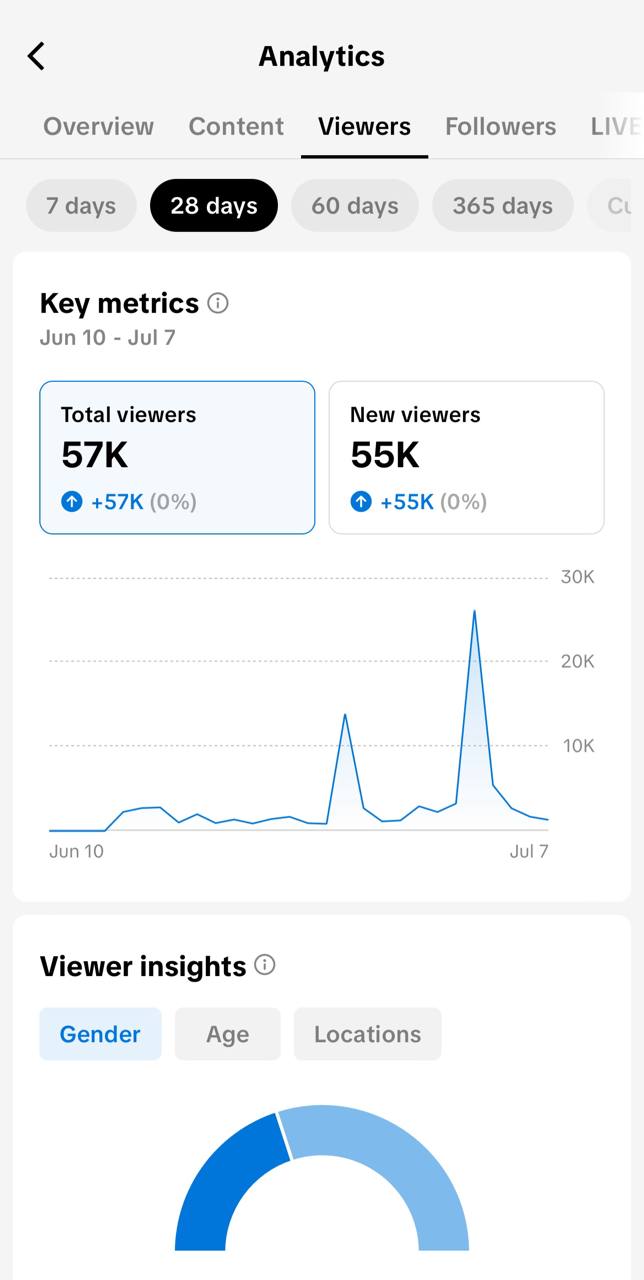 Analytics
Overview Content Viewers Followers LIVE
7 days 28 days 60 days 365 days Cu
Key metrics
Jun 10 - Jul 7
Total viewers
57K
+57K (0%)
New viewers
55K
+55K (0%)
30K
20K
10K
Jun 10 Jul 7
Viewer insights
Gender Age Locations